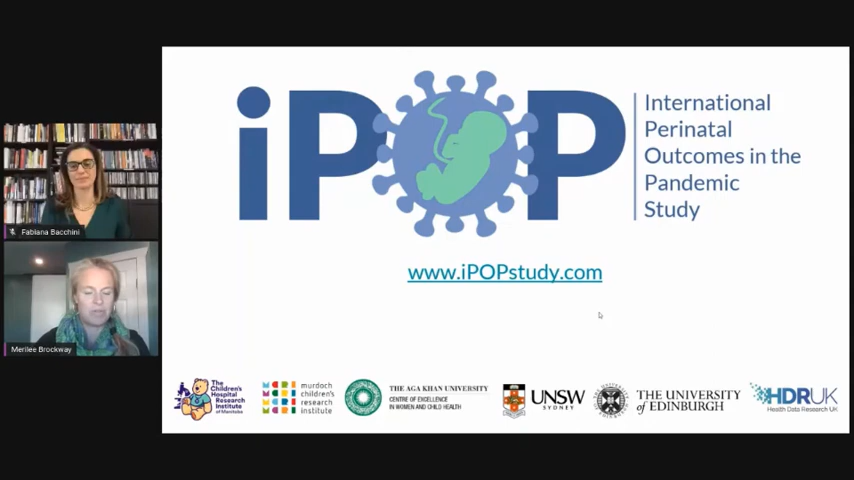 iPOP
International
Perinatal
Outcomes in the
Pandemic
Study
www.iPOPstudy.com
Fabiana Bacchini
Merilee Brockway
The
Children's
Hospital
Research
Institute
of Manitoba
murdoch
children's
research
institute
THE AGA KHAN UNIVERSITY
CENTRE OF EXCELLENCE
IN WOMEN AND CHILD HEALTH
UNSW
SYDNEY
THE UNIVERSITY
of EDINBURGH
HDRUK
Health Data Research UK